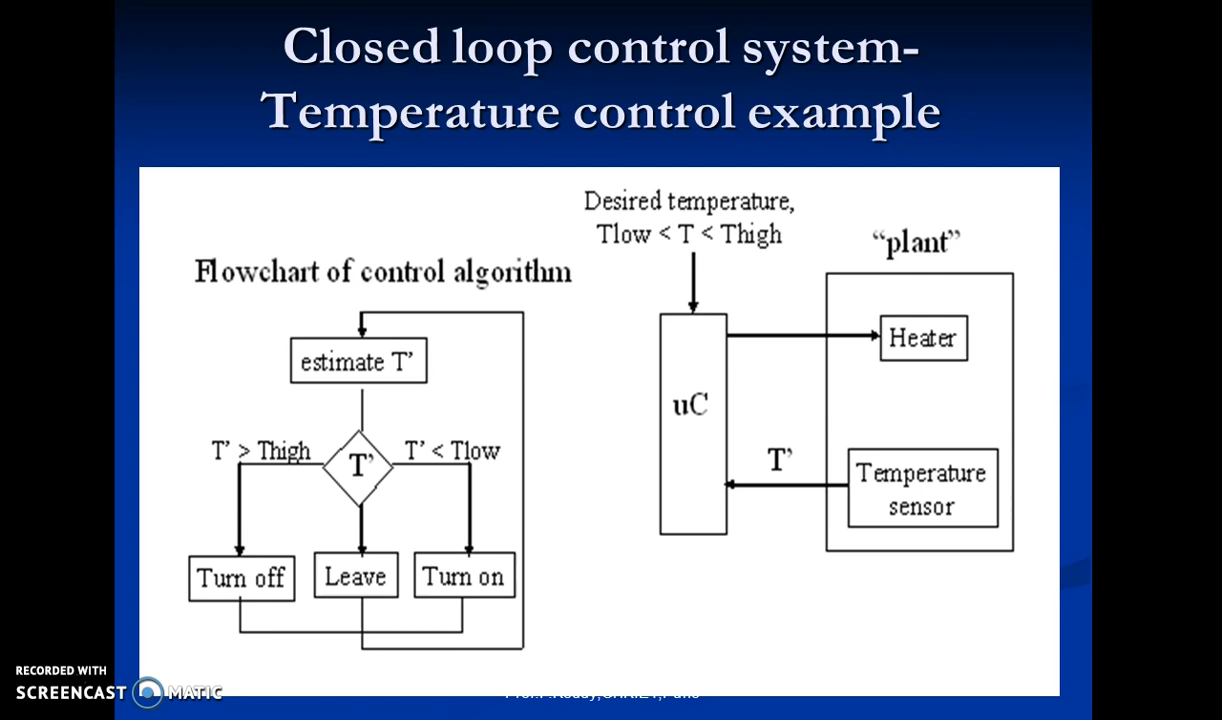 Closed loop control system-
Temperature control example
Desired temperature,
Tlow < T < Thigh
"plant"
Flowchart of control algorithm
estimate T'
Heater
uC
T' > Thigh
T'
T' < Tlow
T'
Temperature
sensor
Turn off
Leave
Turn on
RECORDED WITH
SCREENCAST MATIC